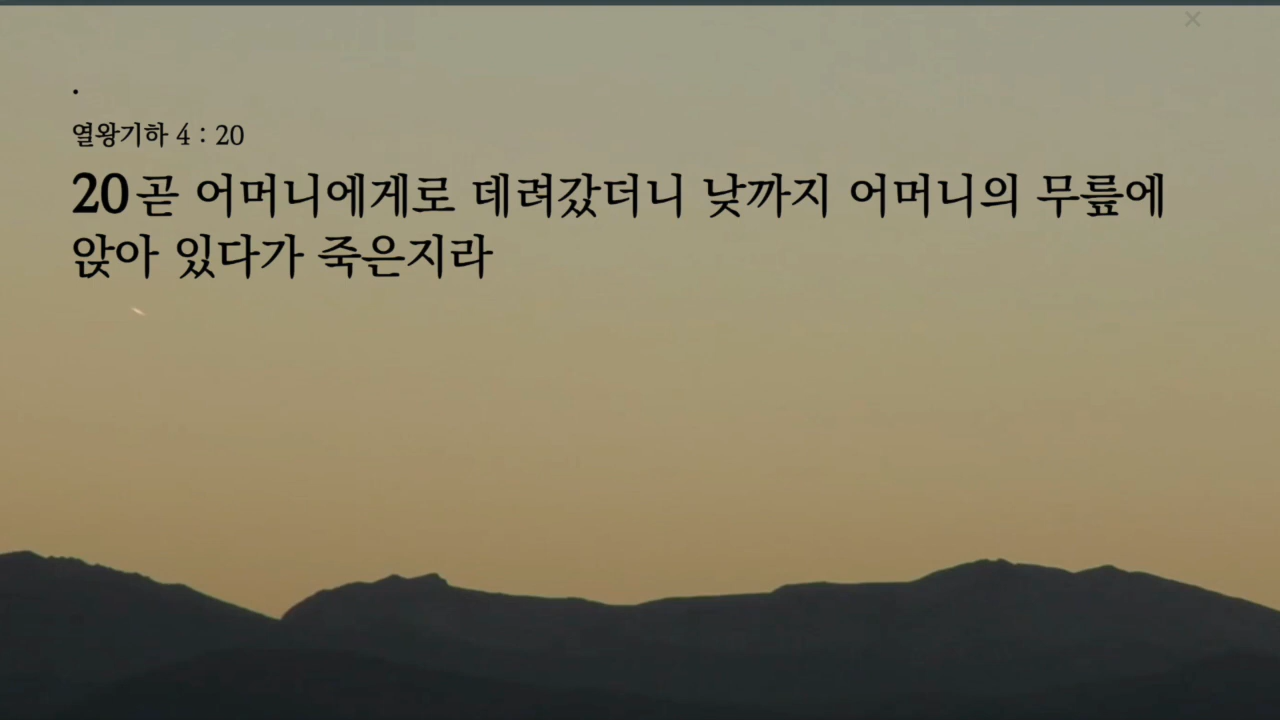 .
열왕기하 4 : 20
20 곧 어머니에게로 데려갔더니 낮까지 어머니의 무릎에
앉아 있다가 죽은지라